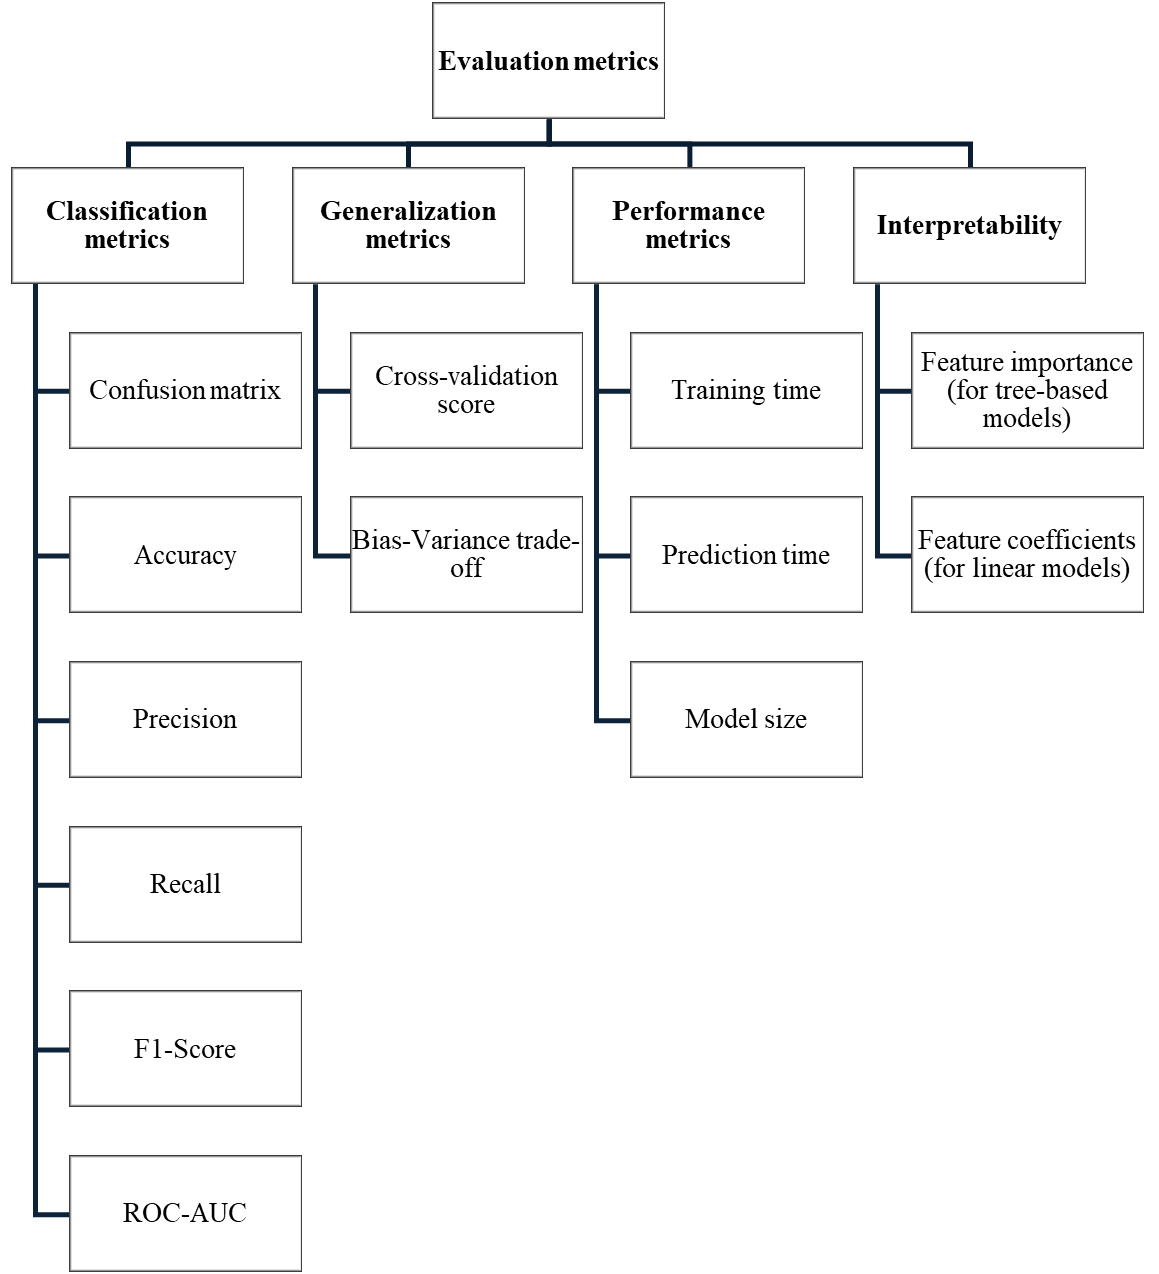 Evaluation metrics
Classification
metrics
Generalization
metrics
Performance
metrics
Interpretability
Confusion matrix
Accuracy
Precision
Recall
F1-Score
ROC-AUC
Cross-validation
score
Bias-Variance trade-
off
Training time
Prediction time
Model size
Feature importance
(for tree-based
models)
Feature coefficients
(for linear models)